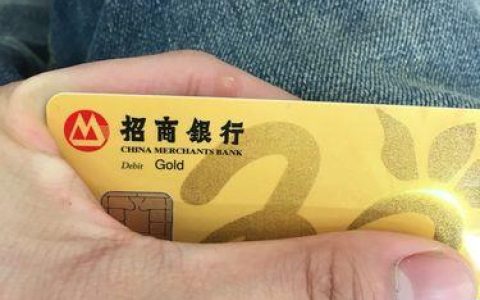 招商银行
CHINA MERCHANTS BANK
Debit Gold